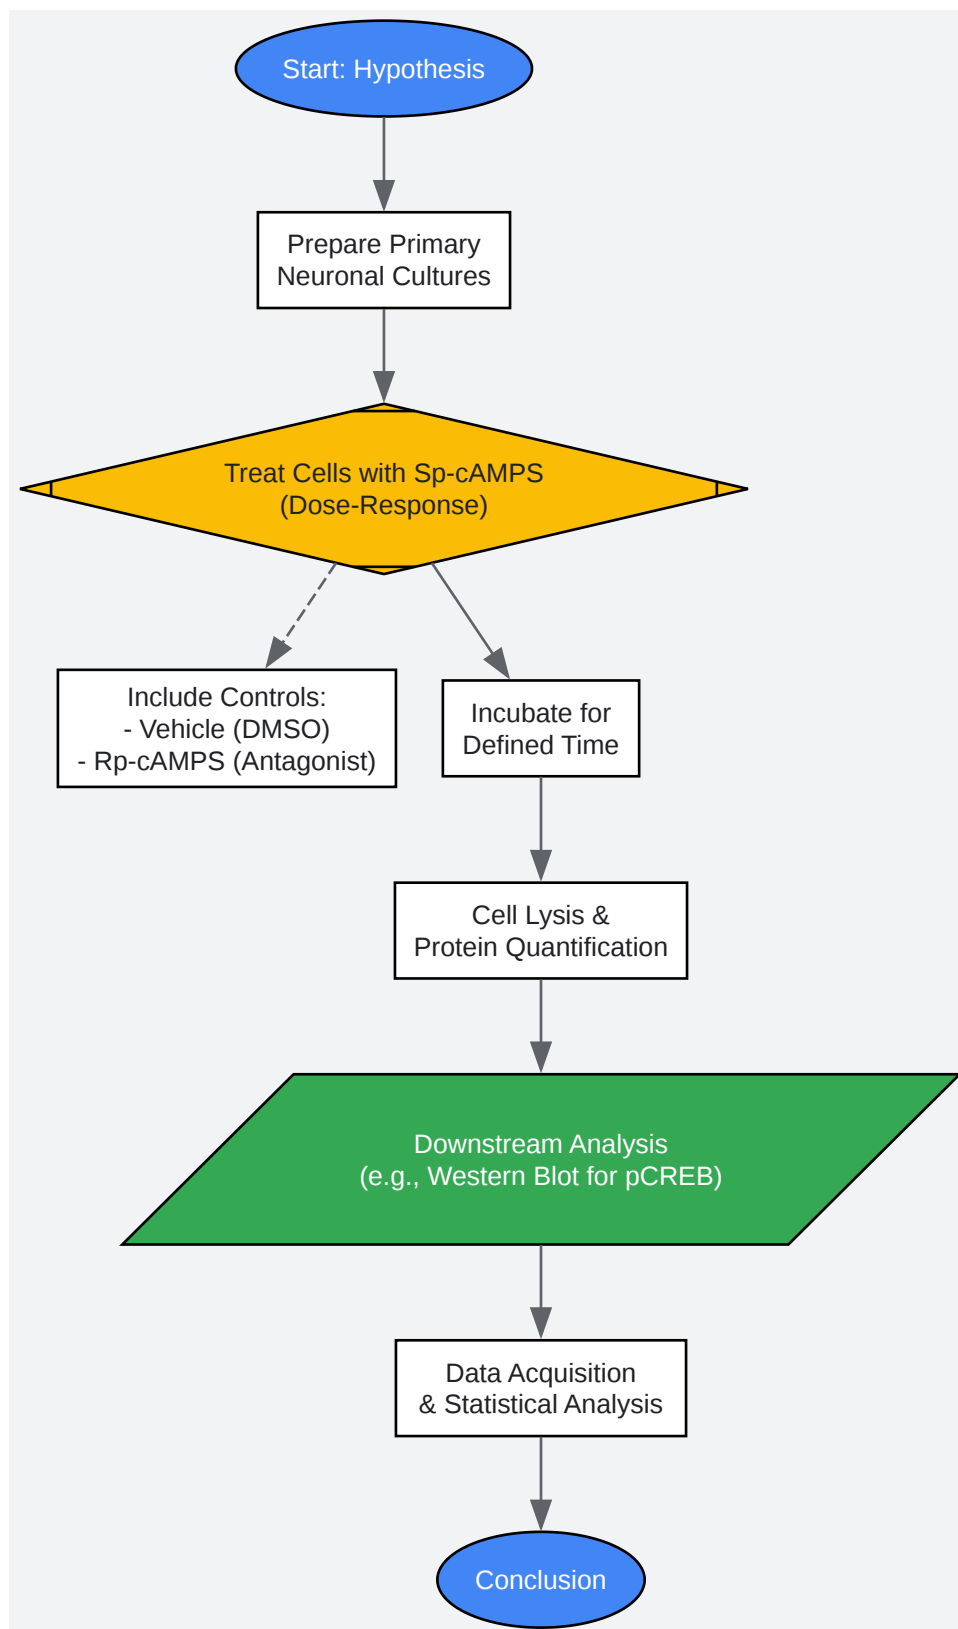 Start: Hypothesis
Prepare Primary
Neuronal Cultures
Treat Cells with Sp-cAMPS
(Dose-Response)
Include Controls:
- Vehicle (DMSO)
- Rp-cAMPS (Antagonist)
Incubate for
Defined Time
Cell Lysis &
Protein Quantification
Downstream Analysis
(e.g., Western Blot for pCREB)
Data Acquisition
& Statistical Analysis
Conclusion